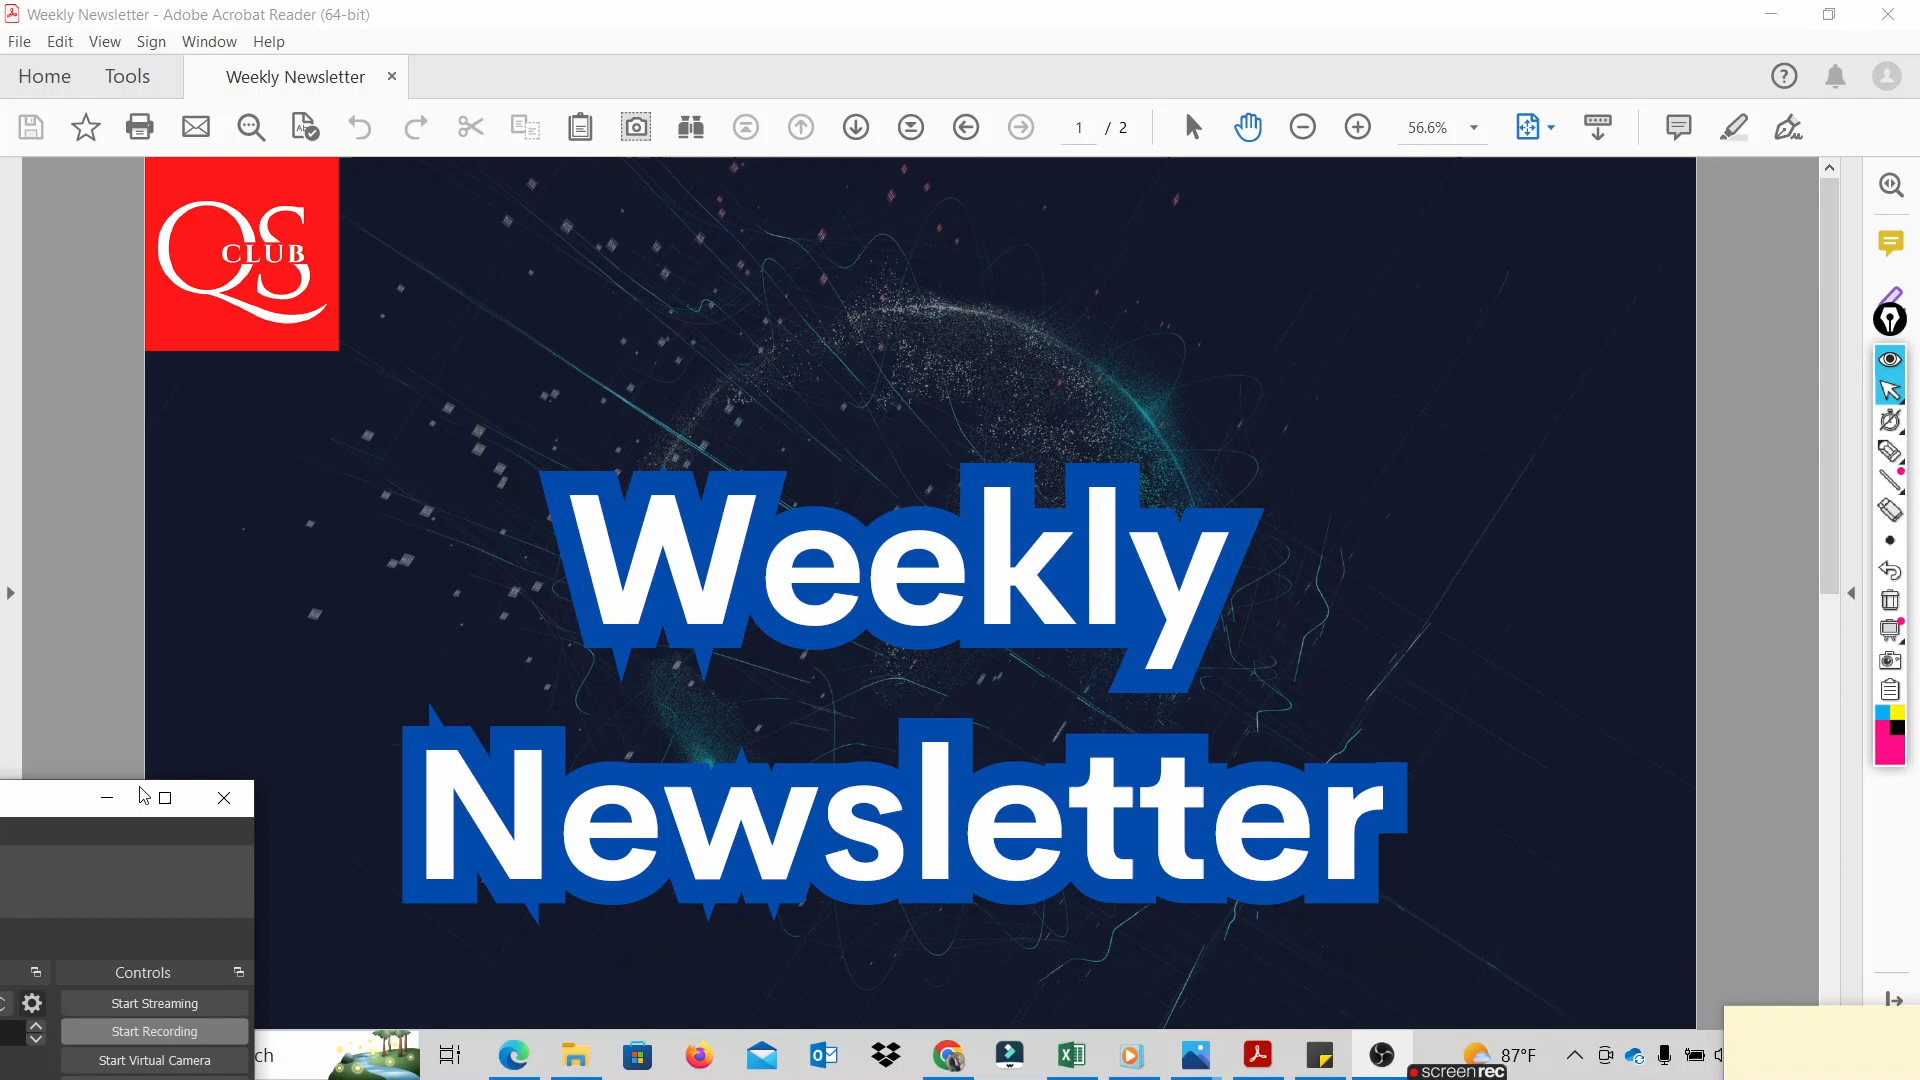 Weekly Newsletter - Adobe Acrobat Reader (64-bit)
File Edit View Sign Window Help
Home Tools Weekly Newsletter
1 / 2 56.6%
QS
CLUB
Weekly
Newsletter
Controls
Start Streaming
Start Recording
Start Virtual Camera
ch
87°F
screenrec